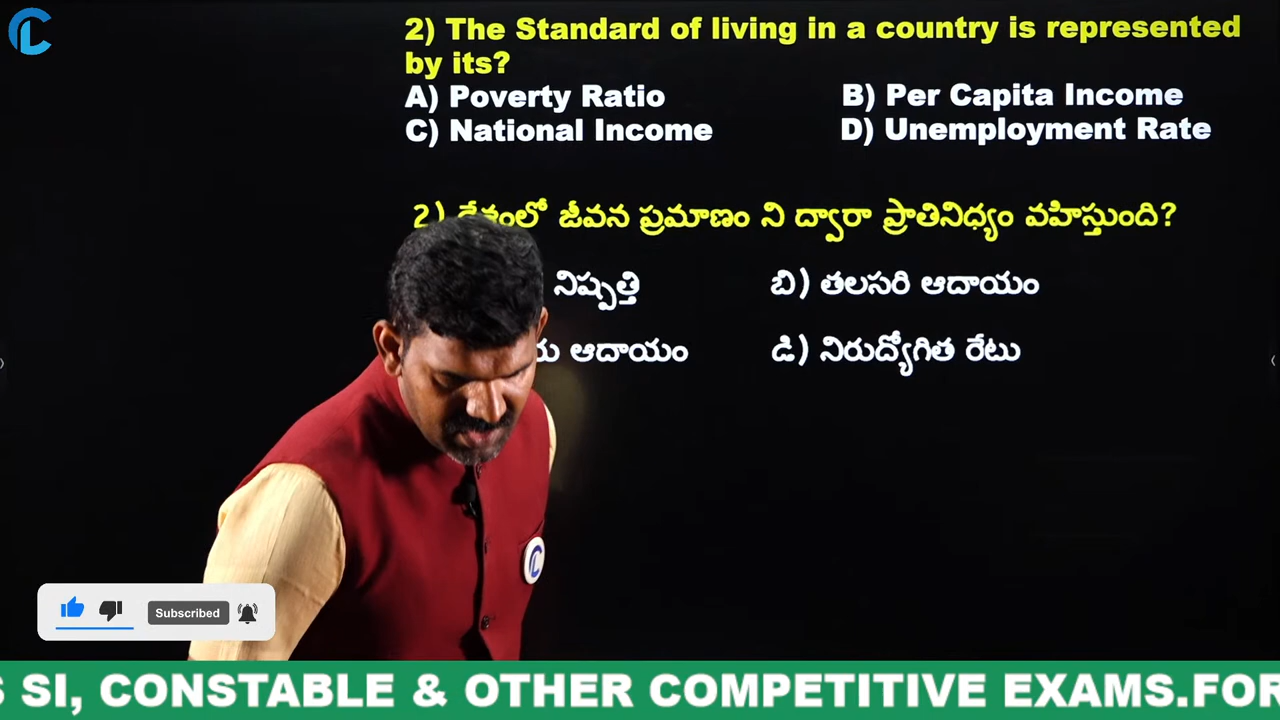 2) The Standard of living in a country is represented
by its?
A) Poverty Ratio B) Per Capita Income
C) National Income D) Unemployment Rate
2) జీవన ప్రమాణం ని ద్వారా ప్రాతినిధ్యం వహిస్తుంది?
నిష్పత్తి బి) తలసరి ఆదాయం
ఆదాయం డి) నిరుద్యోగిత రేటు
Subscribed
SI, CONSTABLE & OTHER COMPETITIVE EXAMS.FOR